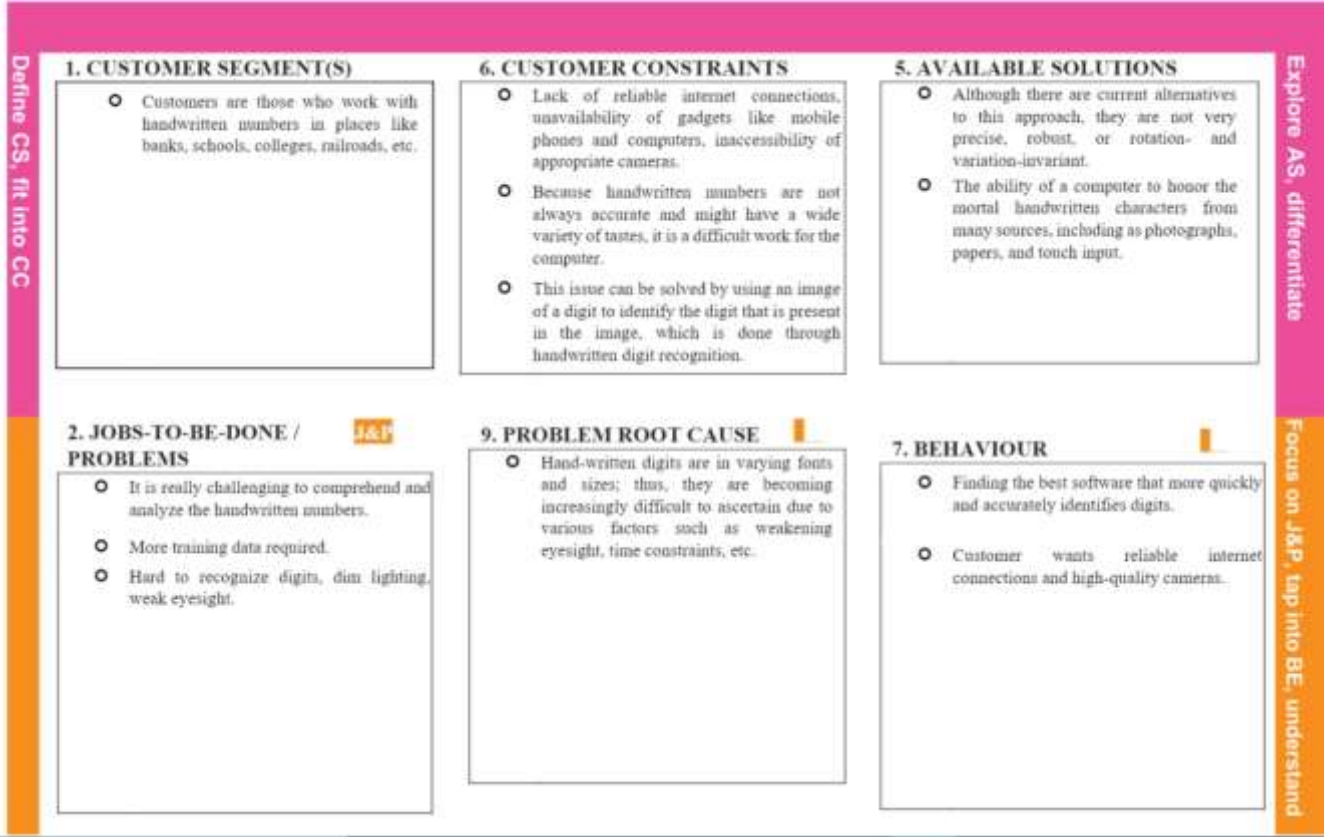 Define CS, fit into CC
1. CUSTOMER SEGMENT(S)
Customers are those who work with
handwritten numbers in places like
banks, schools, colleges, railroads, etc.
6. CUSTOMER CONSTRAINTS
Lack of reliable internet connections,
unavailability of gadgets like mobile
phones and computers, inaccessibility of
appropriate cameras.
Because handwritten numbers are not
always accurate and might have a wide
variety of tastes, it is a difficult work for the
computer.
This issue can be solved by using an image
of a digit to identify the digit that is present
in the image, which is done through
handwritten digit recognition.
5. AVAILABLE SOLUTIONS
Although there are current alternatives
to this approach, they are not very
precise, robust, or rotation- and
variation-invariant.
The ability of a computer to honor the
mortal handwritten characters from
many sources, including as photographs,
papers, and touch input.
Explore AS, differentiate
2. JOBS-TO-BE-DONE /
PROBLEMS
J&P
It is really challenging to comprehend and
analyze the handwritten numbers.
More training data required.
Hard to recognize digits, dim lighting,
weak eyesight.
9. PROBLEM ROOT CAUSE
Hand-written digits are in varying fonts
and sizes; thus, they are becoming
increasingly difficult to ascertain due to
various factors such as weakening
eyesight, time constraints, etc.
7. BEHAVIOUR
Finding the best software that more quickly
and accurately identifies digits.
Customer wants reliable internet
connections and high-quality cameras.
Focus on J&P, tap into BE, understand